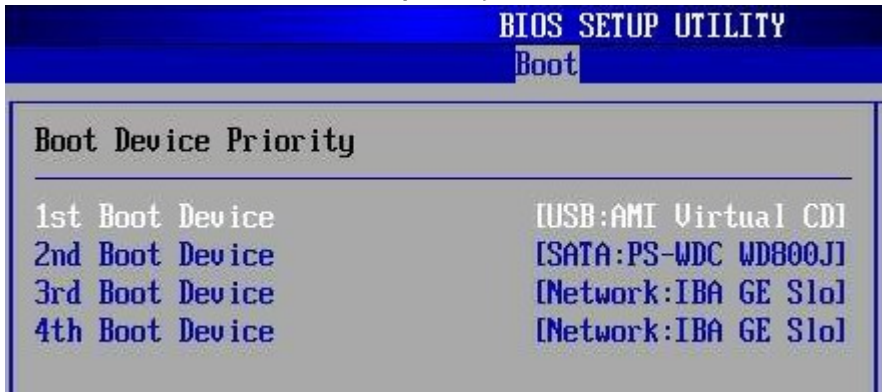 BIOS SETUP UTILITY
Boot
Boot Device Priority
1st Boot Device [USB:AMI Virtual CD]
2nd Boot Device [SATA:PS-WDC WD800J]
3rd Boot Device [Network:IBA GE Slo]
4th Boot Device [Network:IBA GE Slo]